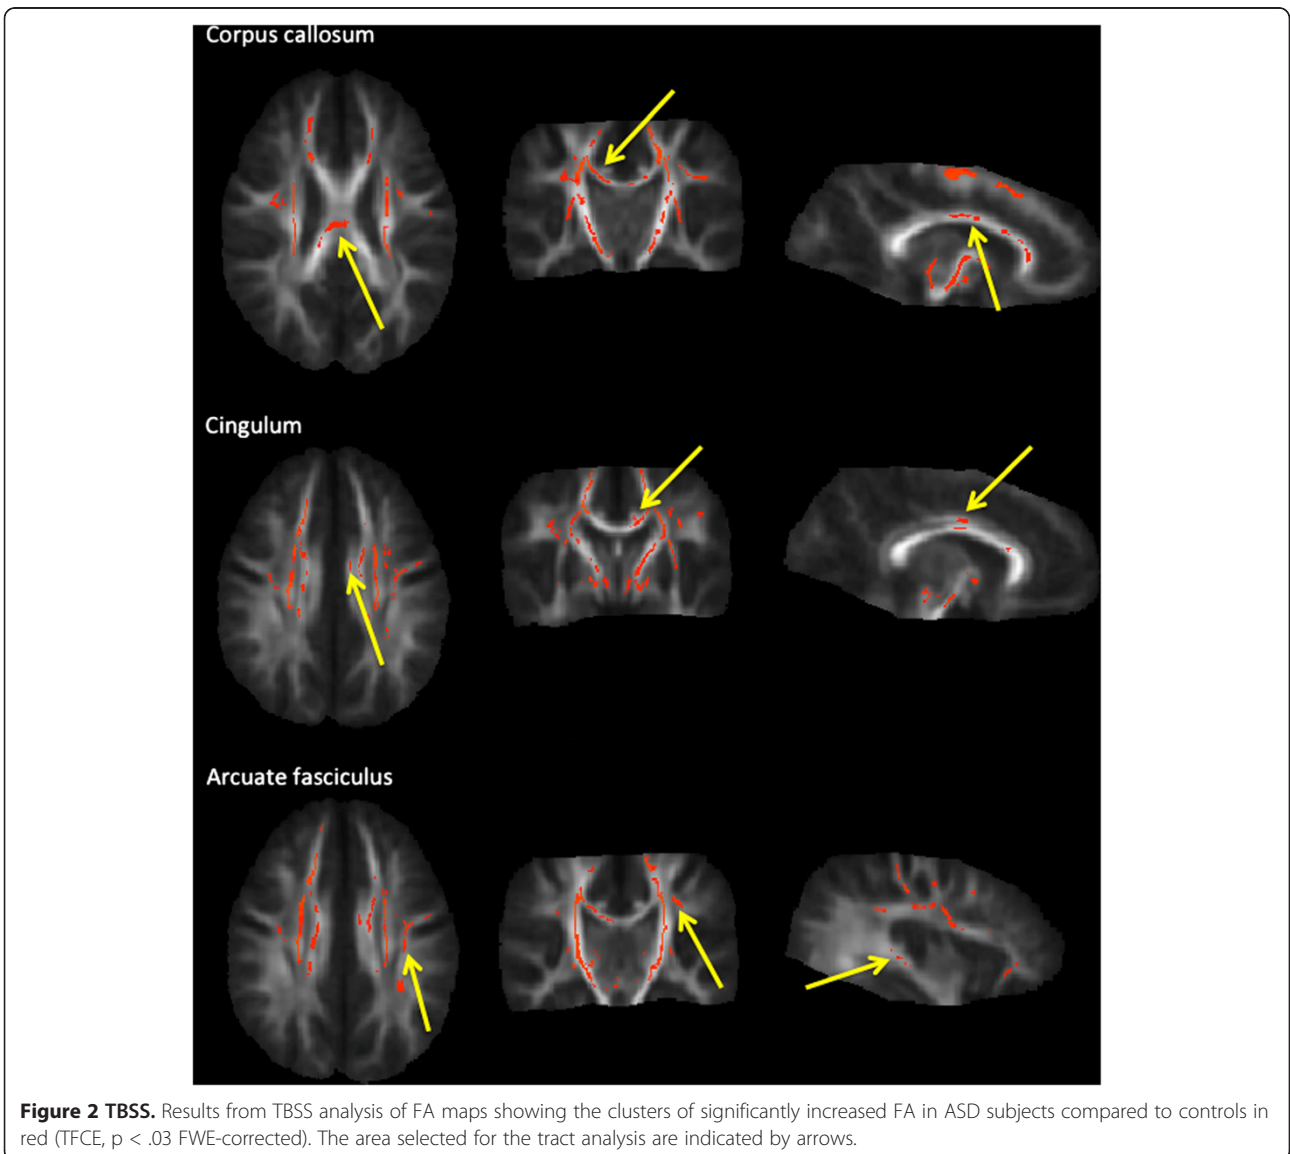 Corpus callosum
Cingulum
Arcuate fasciculus
Figure 2 TBSS. Results from TBSS analysis of FA maps showing the clusters of significantly increased FA in ASD subjects compared to controls in
red (TFCE, p < .03 FWE-corrected). The area selected for the tract analysis are indicated by arrows.